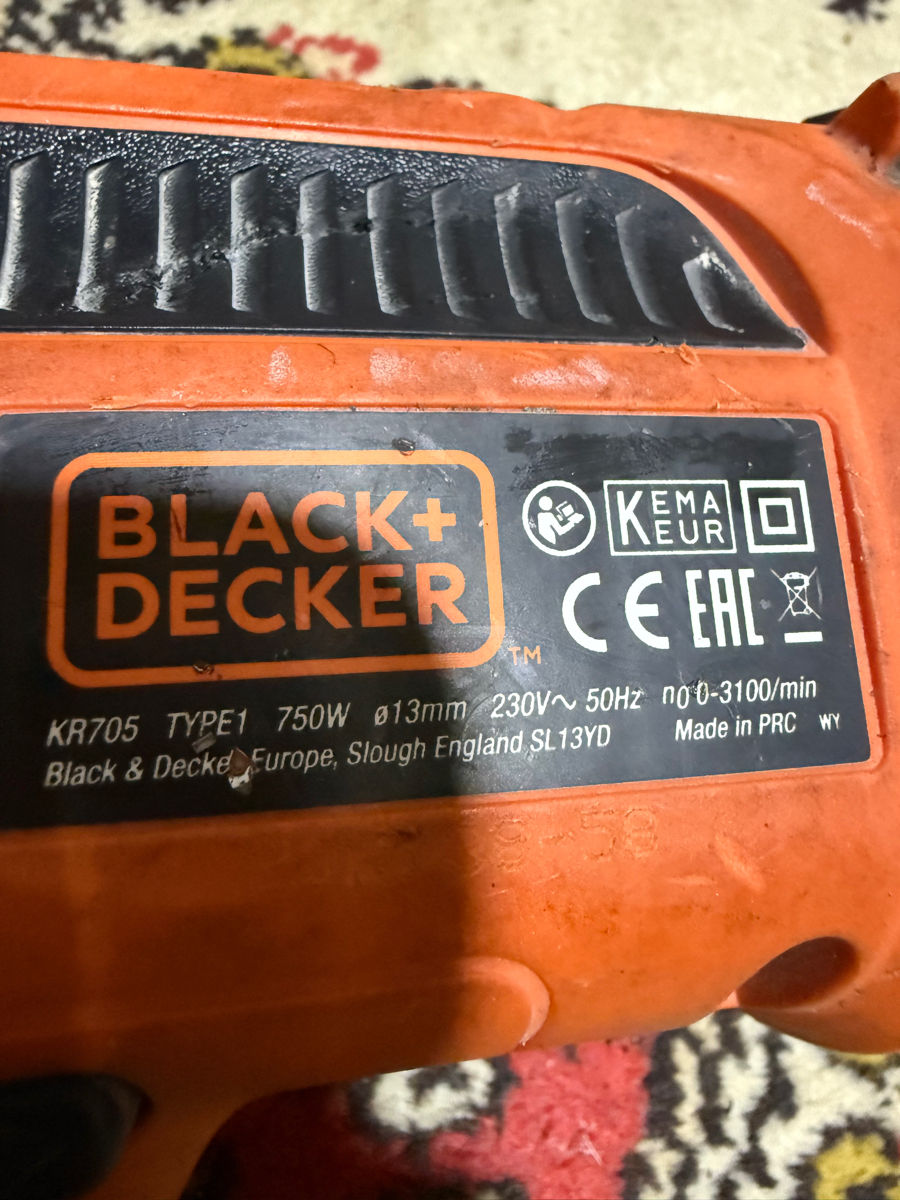 BLACK+
DECKER
TM
KEMA
EUR
CE EAC
KR705 TYPE1 750W ø13mm 230V~ 50Hz n0 0-3100/min
Black & Decker Europe, Slough England SL13YD Made in PRC WY